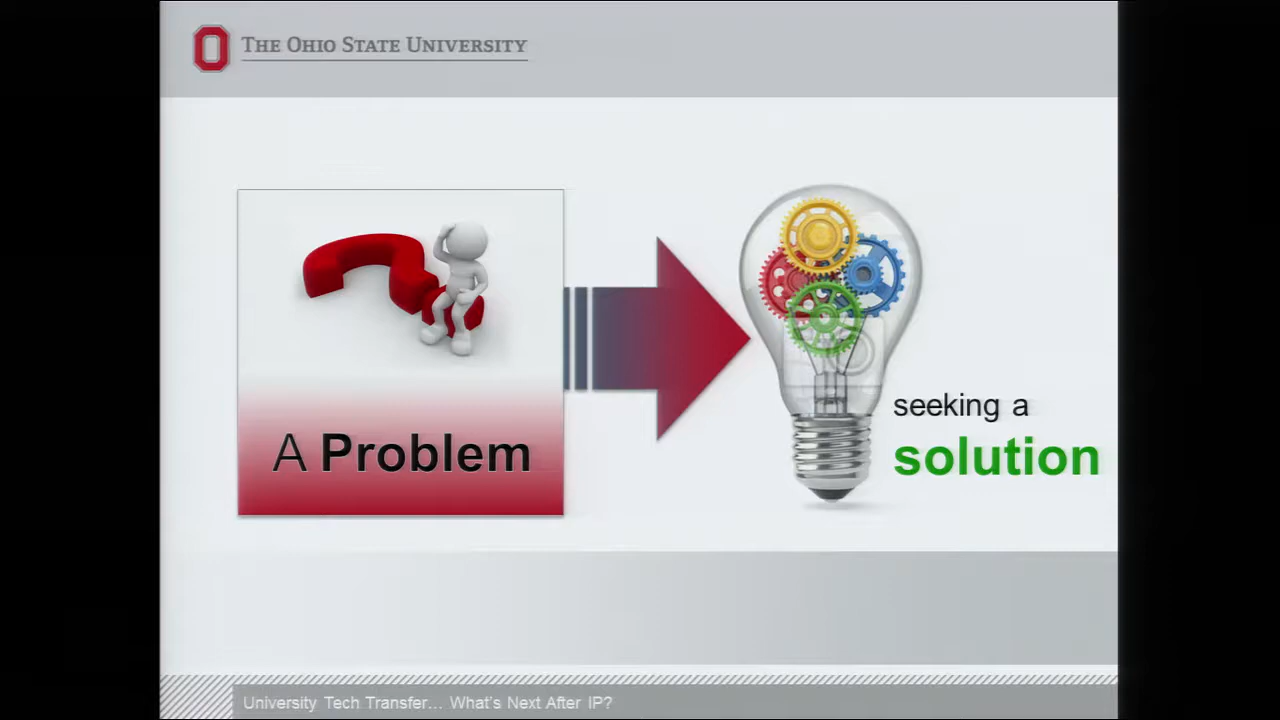 THE OHIO STATE UNIVERSITY
A Problem
seeking a
solution
University Tech Transfer... What's Next After IP?